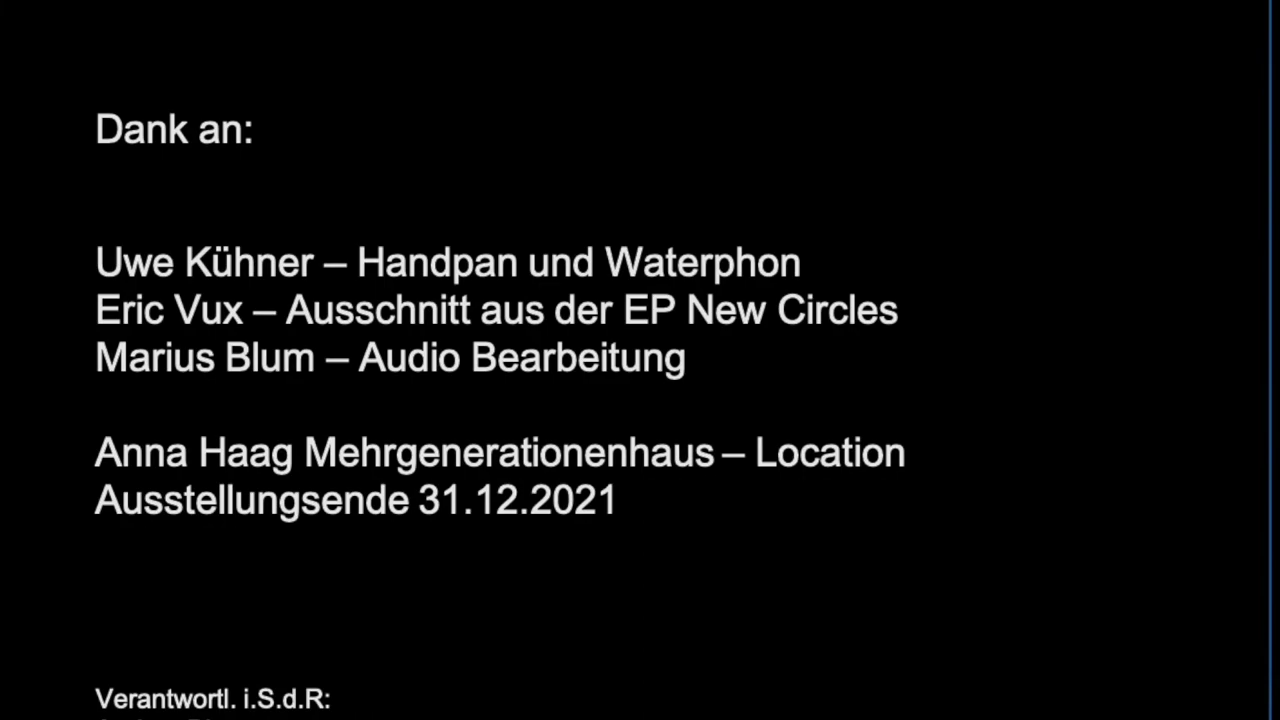 Dank an:
Uwe Kühner – Handpan und Waterphon
Eric Vux – Ausschnitt aus der EP New Circles
Marius Blum – Audio Bearbeitung
Anna Haag Mehrgenerationenhaus – Location
Ausstellungsende 31.12.2021
Verantwortl. i.S.d.R: